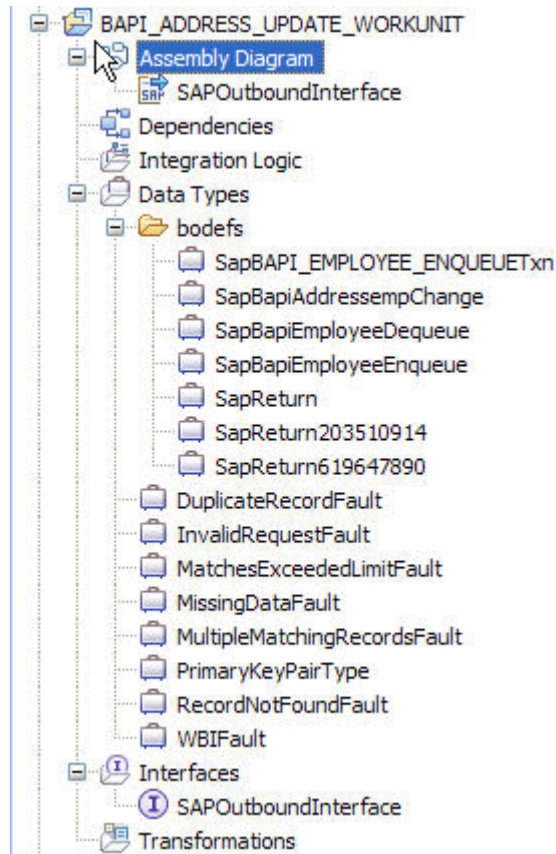 BAPI_ADDRESS_UPDATE_WORKUNIT
Assembly Diagram
SAP SAPOutboundInterface
Dependencies
Integration Logic
Data Types
bodefs
SapBAPI_EMPLOYEE_ENQUEUETxn
SapBapiAddressempChange
SapBapiEmployeeDequeue
SapBapiEmployeeEnqueue
SapReturn
SapReturn203510914
SapReturn619647890
DuplicateRecordFault
InvalidRequestFault
MatchesExceededLimitFault
MissingDataFault
MultipleMatchingRecordsFault
PrimaryKeyPairType
RecordNotFoundFault
WBIFault
Interfaces
I SAPOutboundInterface
Transformations